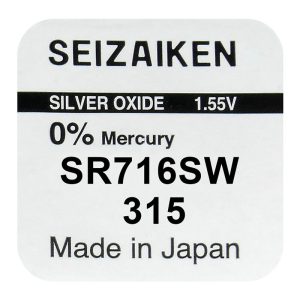 SEIZAIKEN
SILVER OXIDE 1.55V
0% Mercury
SR716SW
315
Made in Japan